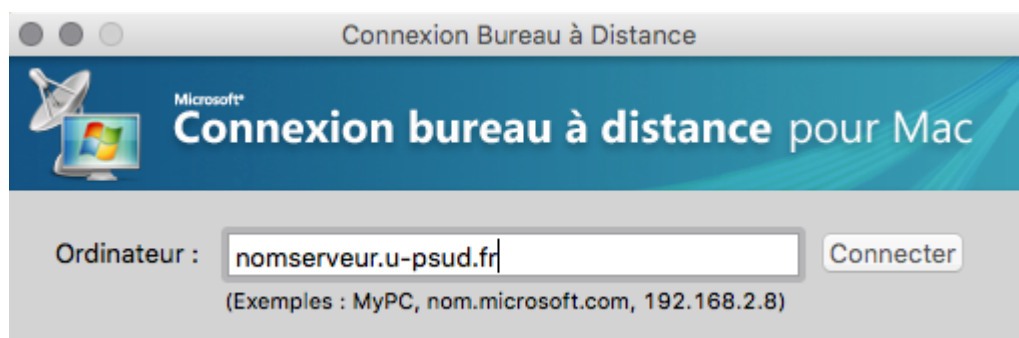 Connexion Bureau à Distance
Microsoft®
Connexion bureau à distance pour Mac
Ordinateur : nomserveur.u-psud.fr Connecter
(Exemples : MyPC, nom.microsoft.com, 192.168.2.8)